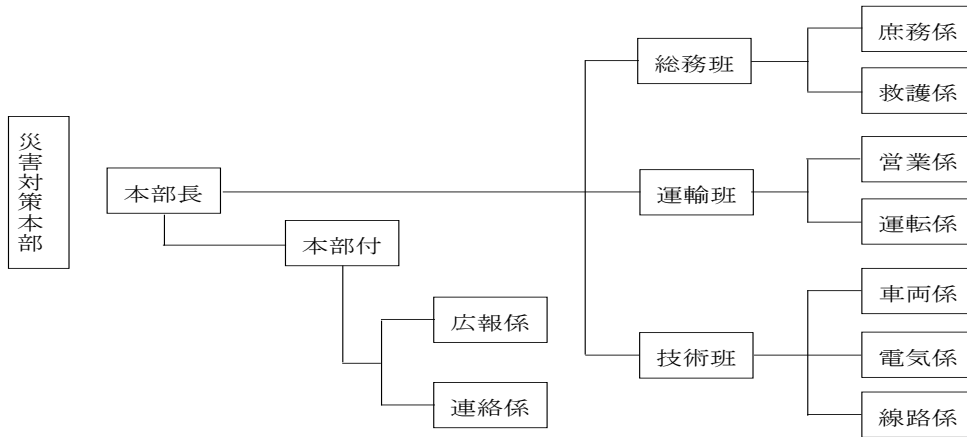 災害対策本部
本部長
本部付
広報係
連絡係
総務班
庶務係
救護係
運輸班
営業係
運転係
技術班
車両係
電気係
線路係